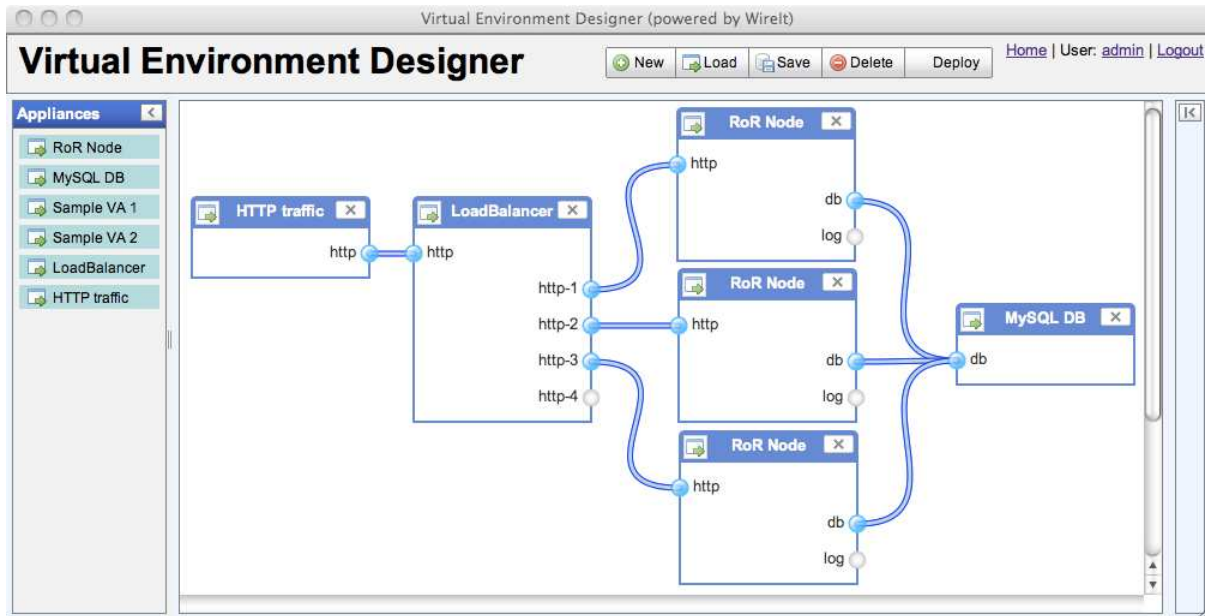 Virtual Environment Designer (powered by WireIt)
Virtual Environment Designer
New Load Save Delete Deploy
Home | User: admin | Logout
Appliances
RoR Node
MySQL DB
Sample VA 1
Sample VA 2
LoadBalancer
HTTP traffic
HTTP traffic
http
LoadBalancer
http
http-1
http-2
http-3
http-4
RoR Node
http
db
log
RoR Node
http
db
log
RoR Node
http
db
log
MySQL DB
db